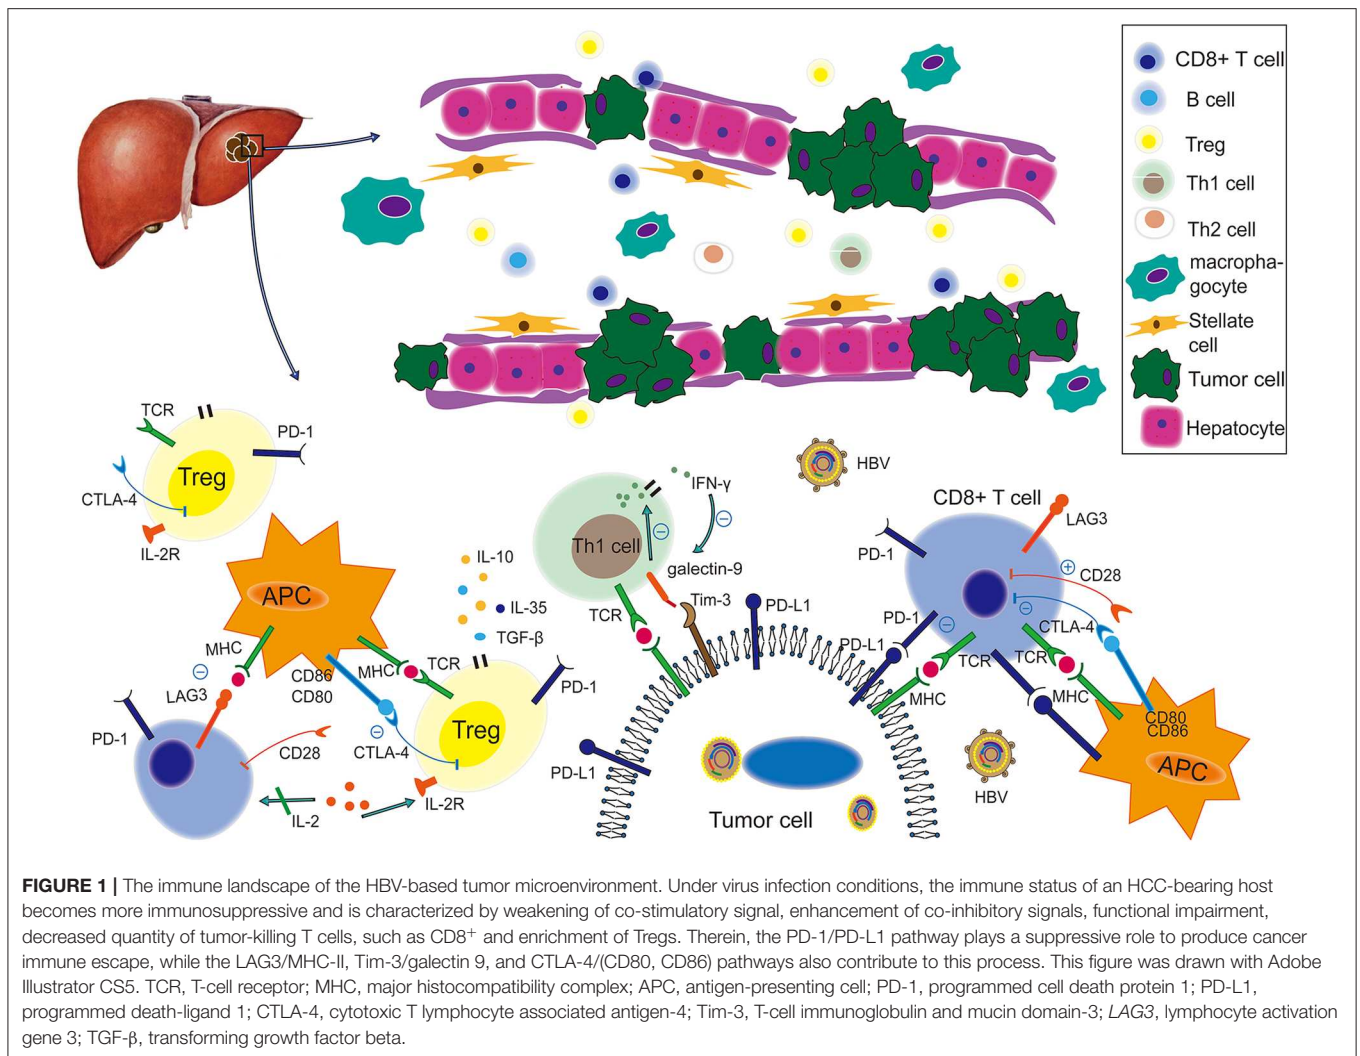 CD8+ T cell
B cell
Treg
Th1 cell
Th2 cell
macropha-
gocyte
Stellate
cell
Tumor cell
Hepatocyte
TCR
PD-1
Treg
CTLA-4
IL-2R
APC
MHC
LAG3
CD86
CD80
MHC
TCR
PD-1
CD28
CTLA-4
Treg
PD-1
IL-2R
IL-2
IL-10
IL-35
TGF-β
Th1 cell
IFN-γ
galectin-9
Tim-3
TCR
PD-L1
PD-L1
Tumor cell
HBV
HBV
CD8+ T cell
LAG3
PD-1
CD28
PD-1
CTLA-4
PD-L1
TCR
TCR
MHC
MHC
CD80
CD86
APC
FIGURE 1 | The immune landscape of the HBV-based tumor microenvironment. Under virus infection conditions, the immune status of an HCC-bearing host
becomes more immunosuppressive and is characterized by weakening of co-stimulatory signal, enhancement of co-inhibitory signals, functional impairment,
decreased quantity of tumor-killing T cells, such as CD8+ and enrichment of Tregs. Therein, the PD-1/PD-L1 pathway plays a suppressive role to produce cancer
immune escape, while the LAG3/MHC-II, Tim-3/galectin 9, and CTLA-4/(CD80, CD86) pathways also contribute to this process. This figure was drawn with Adobe
Illustrator CS5. TCR, T-cell receptor; MHC, major histocompatibility complex; APC, antigen-presenting cell; PD-1, programmed cell death protein 1; PD-L1,
programmed death-ligand 1; CTLA-4, cytotoxic T lymphocyte associated antigen-4; Tim-3, T-cell immunoglobulin and mucin domain-3; LAG3, lymphocyte activation
gene 3; TGF-β, transforming growth factor beta.